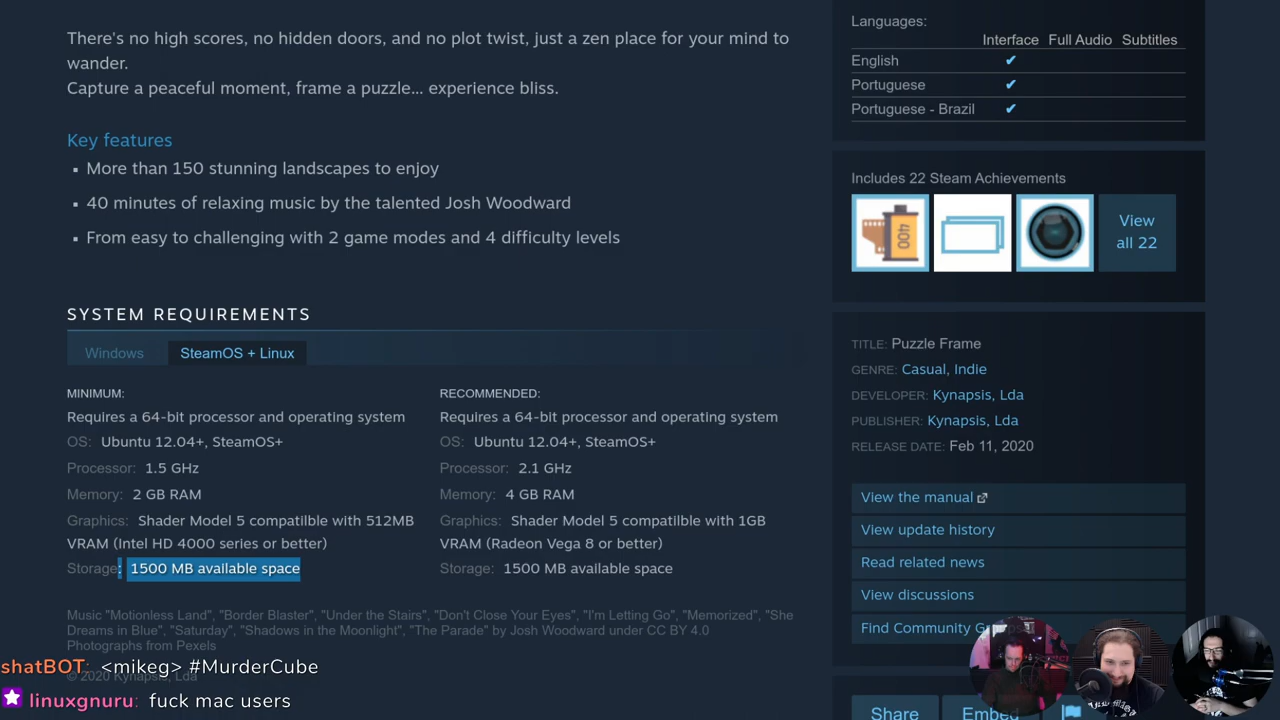 There's no high scores, no hidden doors, and no plot twist, just a zen place for your mind to
wander.
Capture a peaceful moment, frame a puzzle... experience bliss.
Key features
More than 150 stunning landscapes to enjoy
40 minutes of relaxing music by the talented Josh Woodward
From easy to challenging with 2 game modes and 4 difficulty levels
SYSTEM REQUIREMENTS
Windows
SteamOS + Linux
MINIMUM:
Requires a 64-bit processor and operating system
OS: Ubuntu 12.04+, SteamOS+
Processor: 1.5 GHz
Memory: 2 GB RAM
Graphics: Shader Model 5 compatilble with 512MB
VRAM (Intel HD 4000 series or better)
Storage: 1500 MB available space
RECOMMENDED:
Requires a 64-bit processor and operating system
OS: Ubuntu 12.04+, SteamOS+
Processor: 2.1 GHz
Memory: 4 GB RAM
Graphics: Shader Model 5 compatilble with 1GB
VRAM (Radeon Vega 8 or better)
Storage: 1500 MB available space
Music "Motionless Land", "Border Blaster", "Under the Stairs", "Don't Close Your Eyes", "I'm Letting Go", "Memorized", "She
Dreams in Blue", "Saturday", "Shadows in the Moonlight", "The Parade" by Josh Woodward under CC BY 4.0
Photographs from Pexels
© 2020 Kynapsis, Lda
shatBOT: <mikeg> #MurderCube
linuxgnuru: fuck mac users
Languages:
Interface Full Audio Subtitles
English ✔
Portuguese ✔
Portuguese - Brazil ✔
Includes 22 Steam Achievements
400
View
all 22
TITLE: Puzzle Frame
GENRE: Casual, Indie
DEVELOPER: Kynapsis, Lda
PUBLISHER: Kynapsis, Lda
RELEASE DATE: Feb 11, 2020
View the manual
View update history
Read related news
View discussions
Find Community
Share
Embed